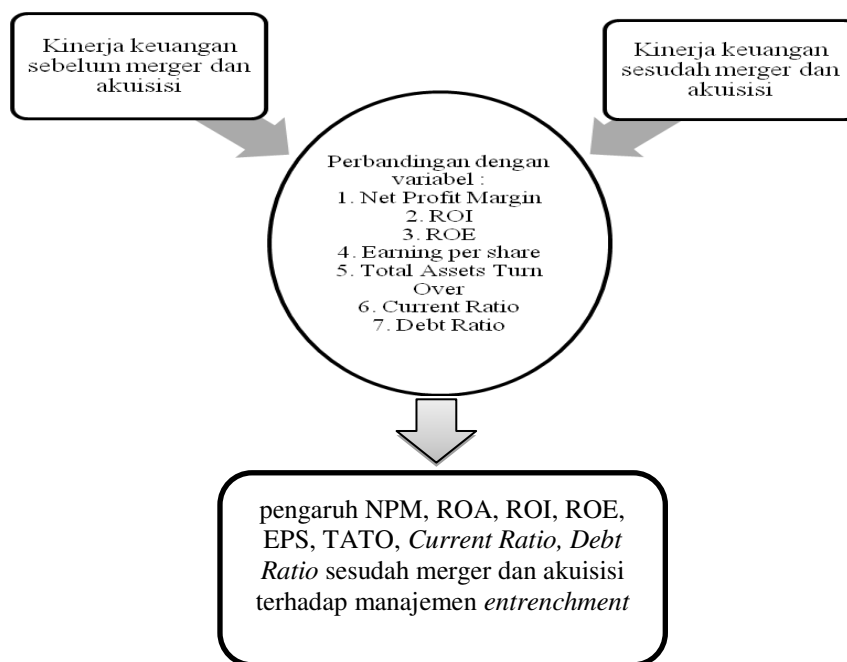 Kinerja keuangan
sebelum merger dan
akuisisi
Kinerja keuangan
sesudah merger dan
akuisisi
Perbandingan dengan
variabel :
1. Net Profit Margin
2. ROI
3. ROE
4. Earning per share
5. Total Assets Turn
Over
6. Current Ratio
7. Debt Ratio
pengaruh NPM, ROA, ROI, ROE,
EPS, TATO, Current Ratio, Debt
Ratio sesudah merger dan akuisisi
terhadap manajemen entrenchment